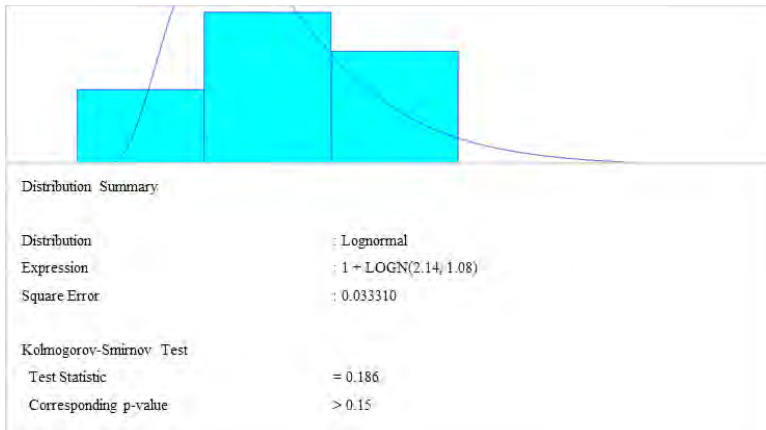 Distribution Summary
Distribution : Lognormal
Expression : 1 + LOGN(2.14, 1.08)
Square Error : 0.033310
Kolmogorov-Smirnov Test
Test Statistic = 0.186
Corresponding p-value > 0.15